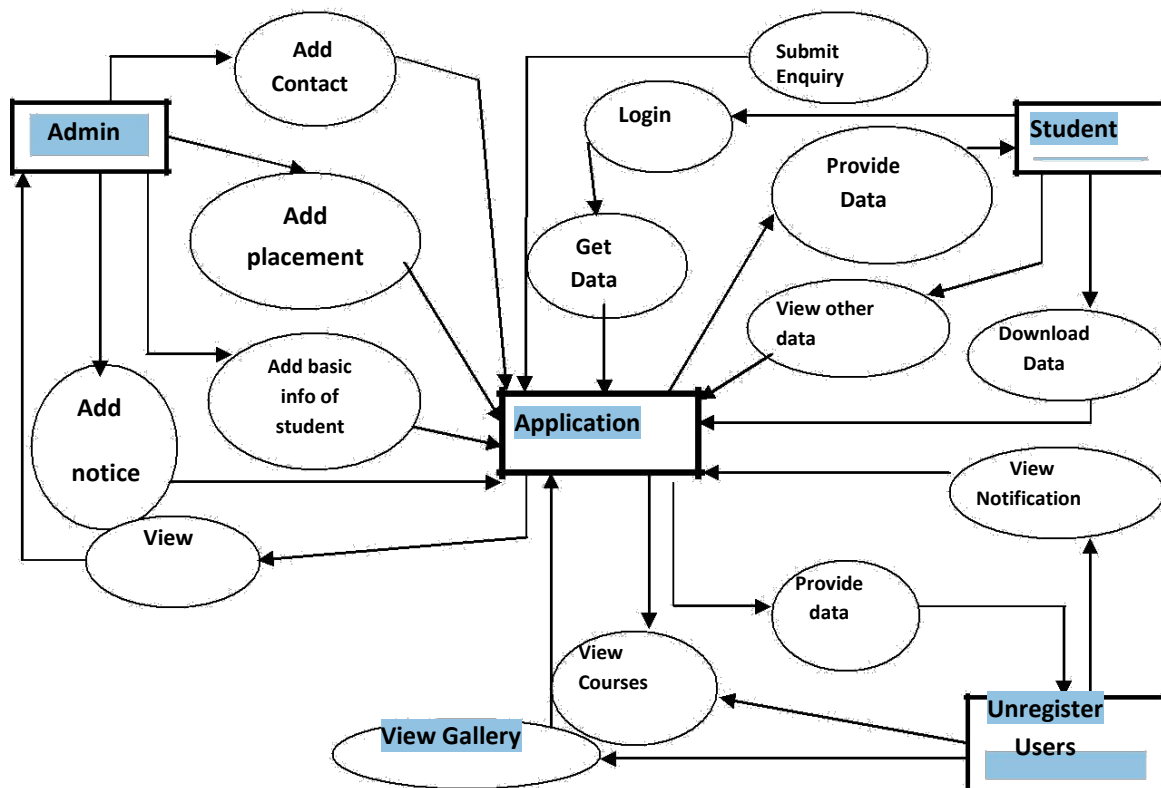 Add
Contact
Submit
Enquiry
Login
Admin
Student
Provide
Data
Add
placement
Get
Data
View other
data
Download
Data
Add basic
info of
student
Add
notice
Application
View
Notification
View
Provide
data
View
Courses
View Gallery
Unregister
Users